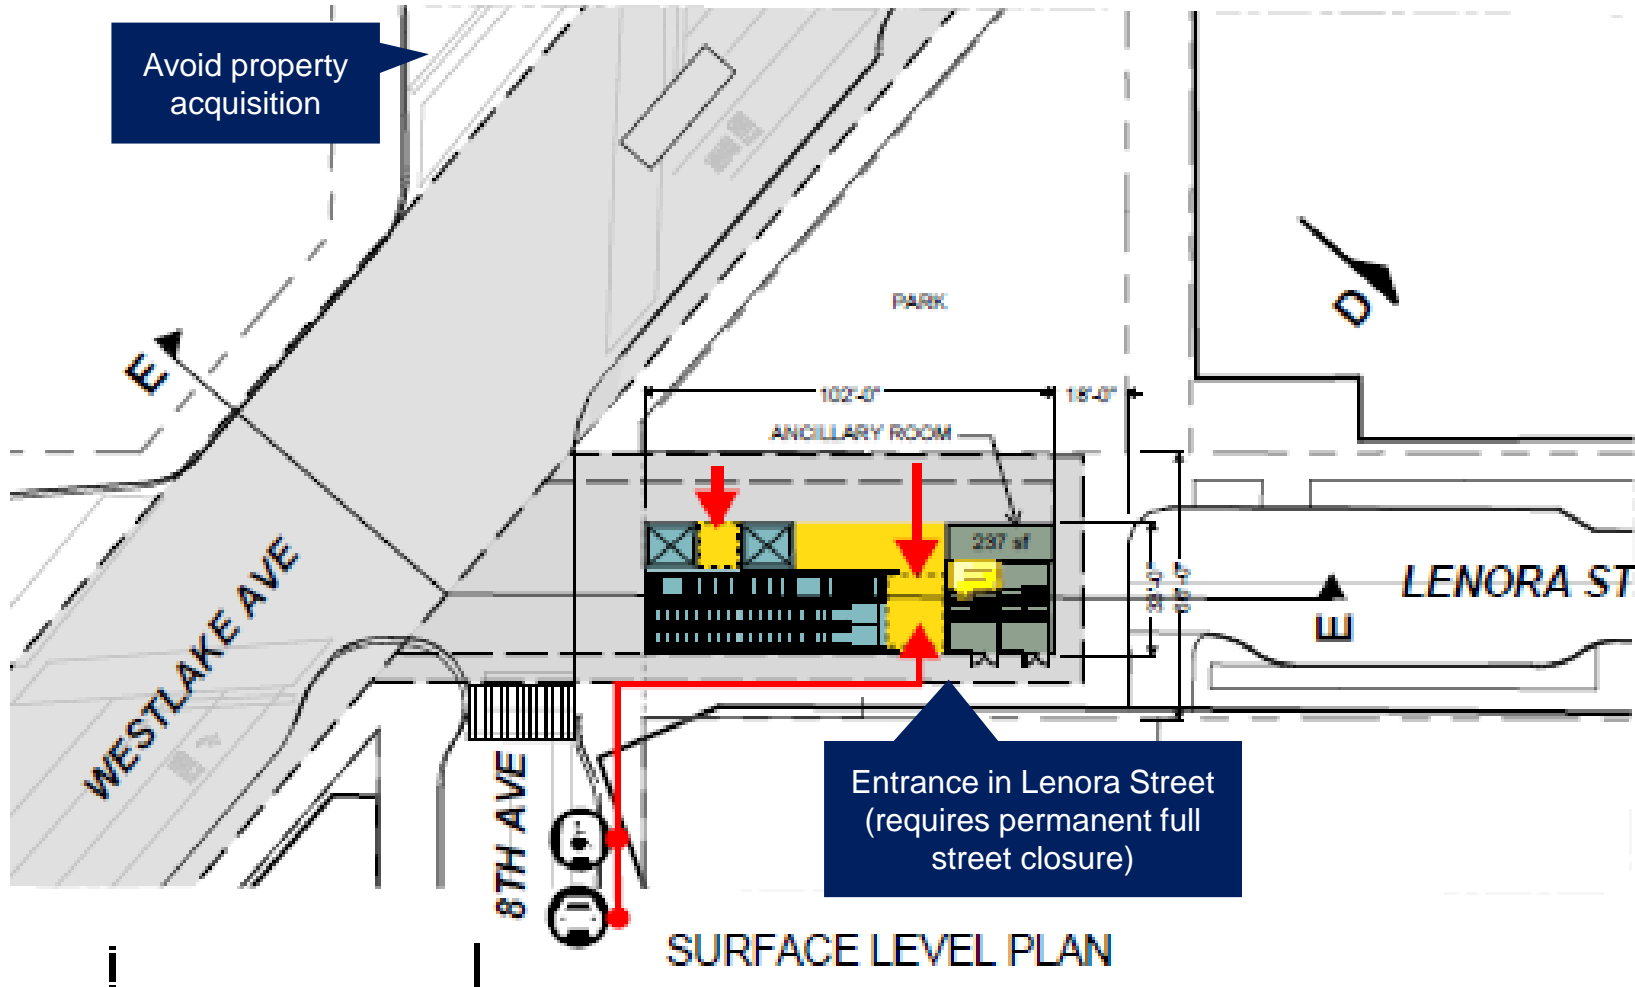 Avoid property
acquisition
PARK
D
E
102'-0"
18'-0"
ANCILLARY ROOM
237 sf
LENORA ST.
E
WESTLAKE AVE
8TH AVE
Entrance in Lenora Street
(requires permanent full
street closure)
SURFACE LEVEL PLAN